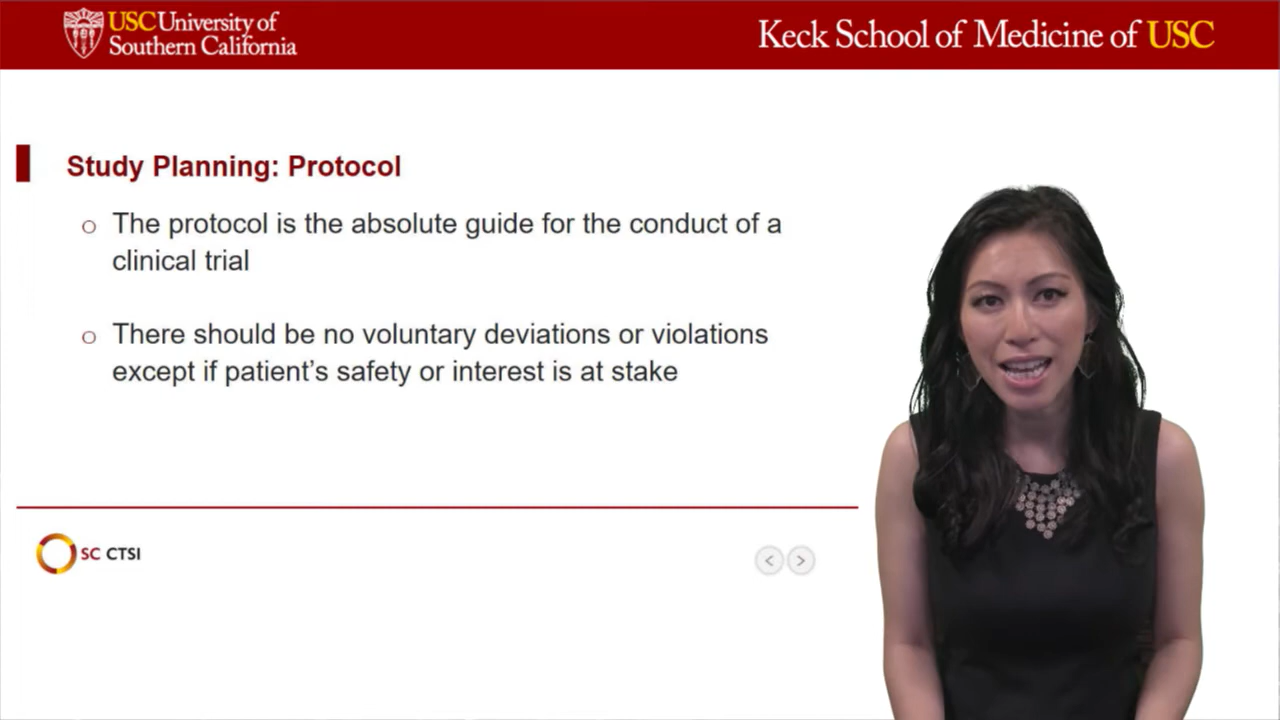 USC University of
Southern California
Keck School of Medicine of USC
Study Planning: Protocol
o The protocol is the absolute guide for the conduct of a
clinical trial
o There should be no voluntary deviations or violations
except if patient's safety or interest is at stake
SC CTSI
< >